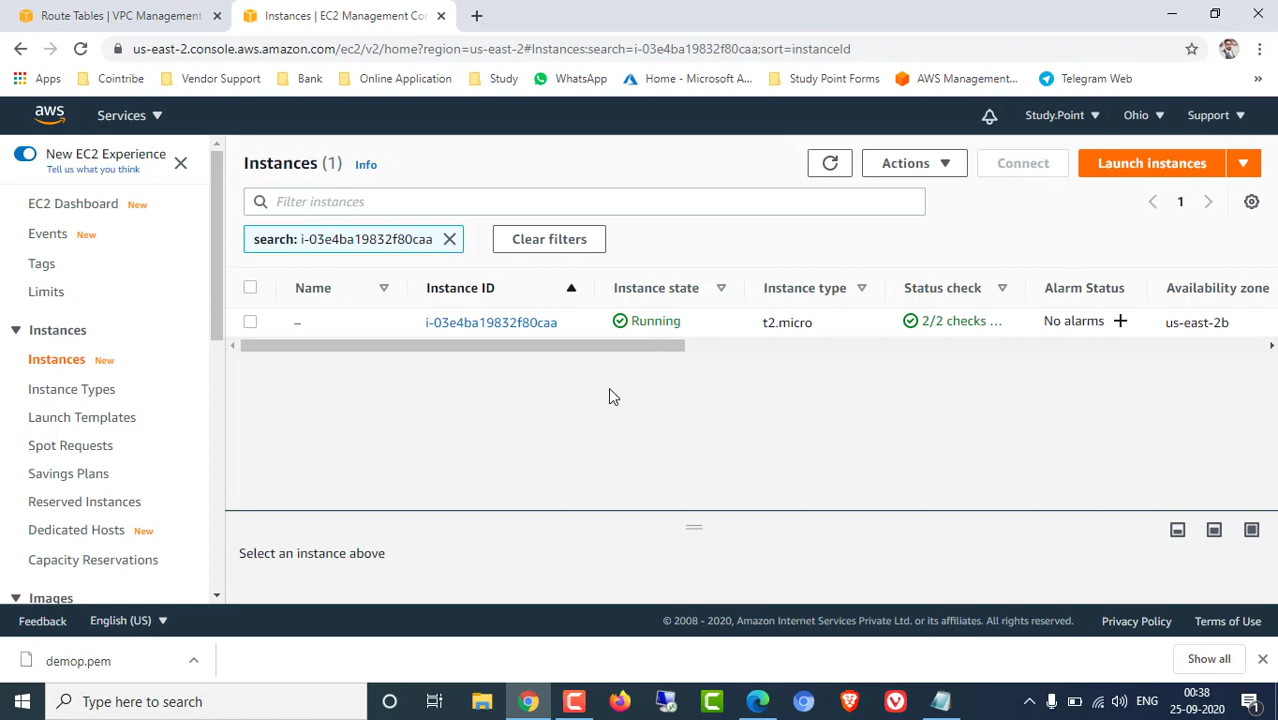 Route Tables | VPC Management
Instances | EC2 Management Con
us-east-2.console.aws.amazon.com/ec2/v2/home?region=us-east-2#Instances:search=i-03e4ba19832f80caa;sort=instanceId
Apps Cointribe Vendor Support Bank Online Application Study WhatsApp Home - Microsoft A... Study Point Forms AWS Management... Telegram Web »
aws Services Study.Point Ohio Support
New EC2 Experience
Tell us what you think
EC2 Dashboard New
Events New
Tags
Limits
Instances
Instances New
Instance Types
Launch Templates
Spot Requests
Savings Plans
Reserved Instances
Dedicated Hosts New
Capacity Reservations
Images
Instances (1) Info
Actions Connect Launch instances
Filter instances
1
search: i-03e4ba19832f80caa
Clear filters
Name Instance ID Instance state Instance type Status check Alarm Status Availability zone
– i-03e4ba19832f80caa Running t2.micro 2/2 checks ... No alarms us-east-2b
Select an instance above
Feedback English (US) © 2008 - 2020, Amazon Internet Services Private Ltd. or its affiliates. All rights reserved. Privacy Policy Terms of Use
demop.pem Show all
Type here to search
ENG
00:38
25-09-2020
1